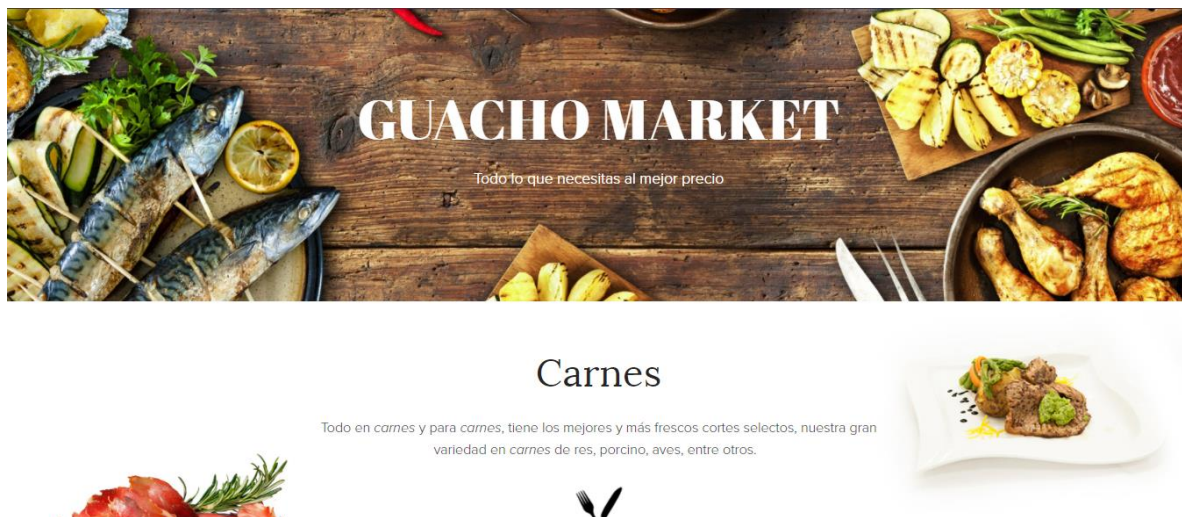 GUACHO MARKET
Todo lo que necesitas al mejor precio
Carnes
Todo en carnes y para carnes, tiene los mejores y más frescos cortes selectos, nuestra gran
variedad en carnes de res, porcino, aves, entre otros.